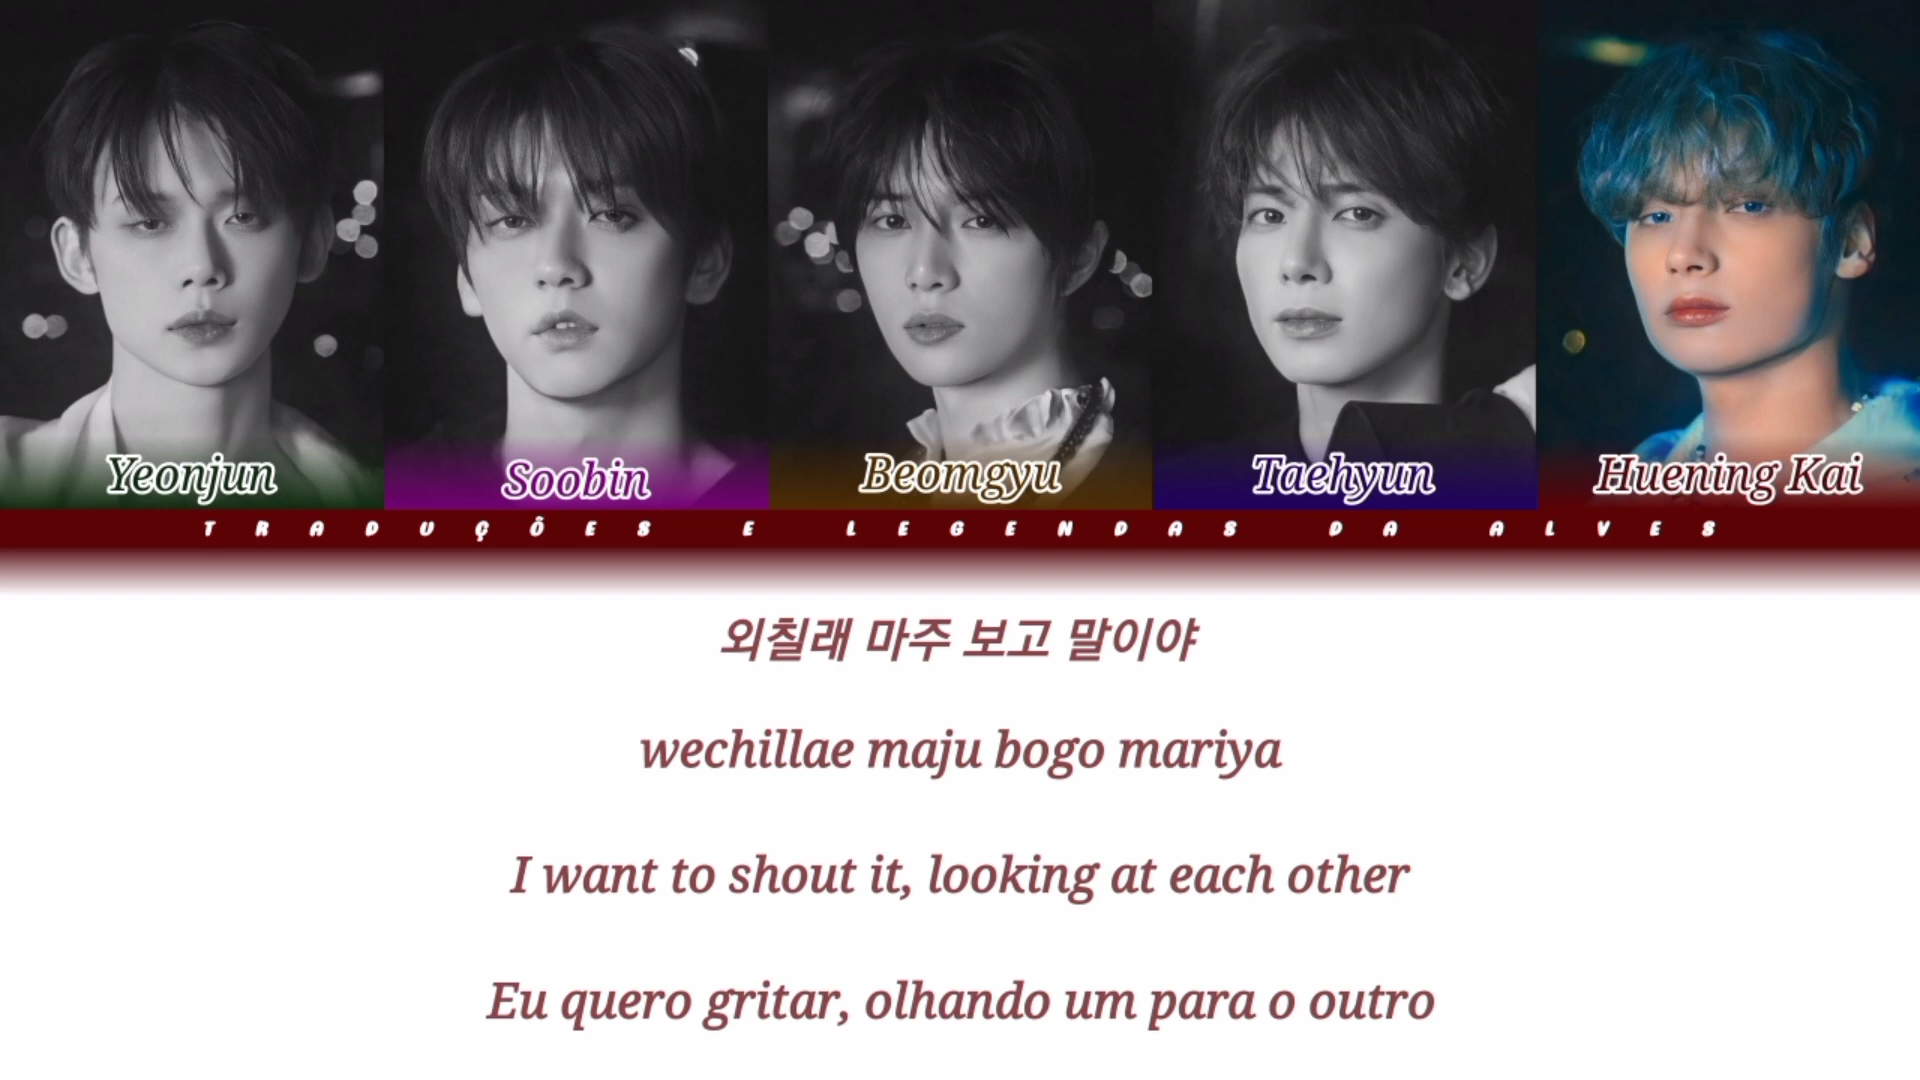 Yeonjun
Soobin
Beomgyu
Taehyun
Huening Kai
TRADUÇÕES E LEGENDAS DA ALVES
외칠래 마주 보고 말이야
wechillae maju bogo mariya
I want to shout it, looking at each other
Eu quero gritar, olhando um para o outro